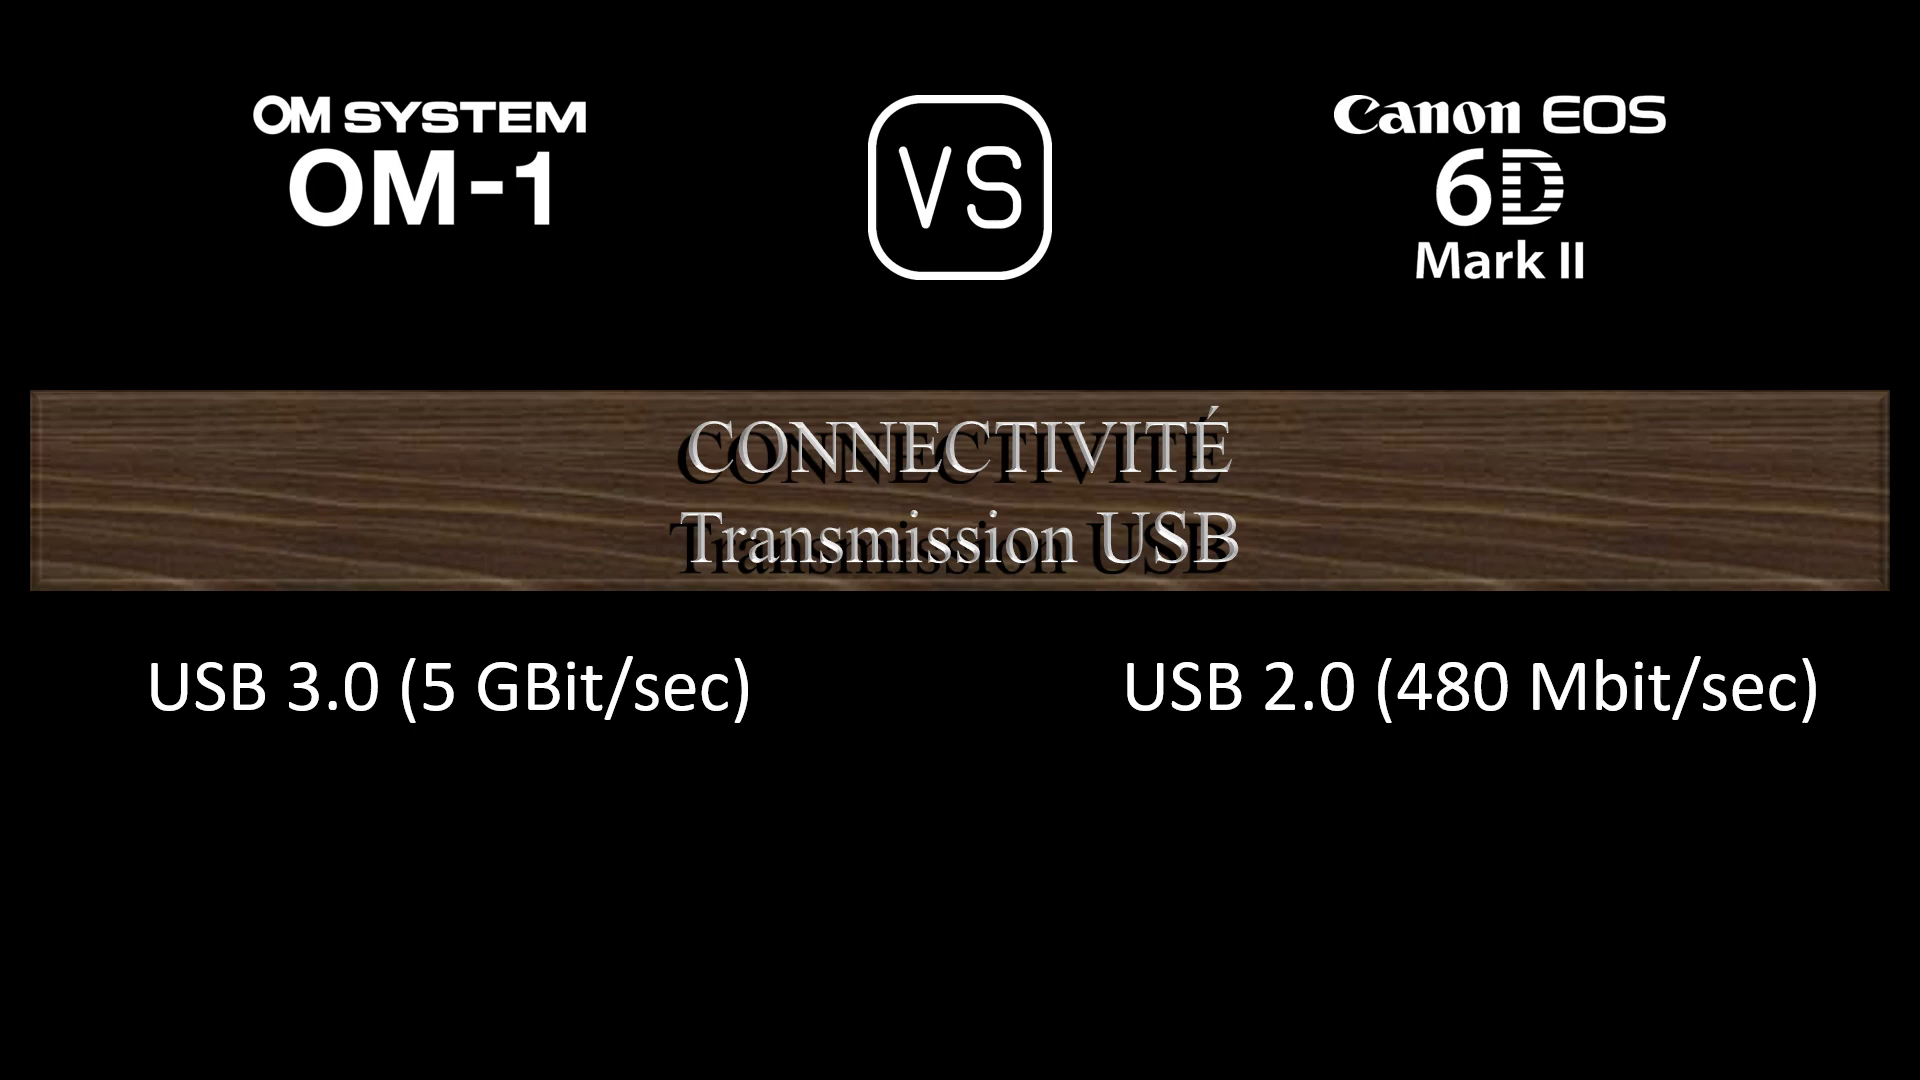 OM SYSTEM
OM-1
VS
Canon EOS
6D
Mark II
CONNECTIVITÉ
Transmission USB
USB 3.0 (5 GBit/sec)
USB 2.0 (480 Mbit/sec)